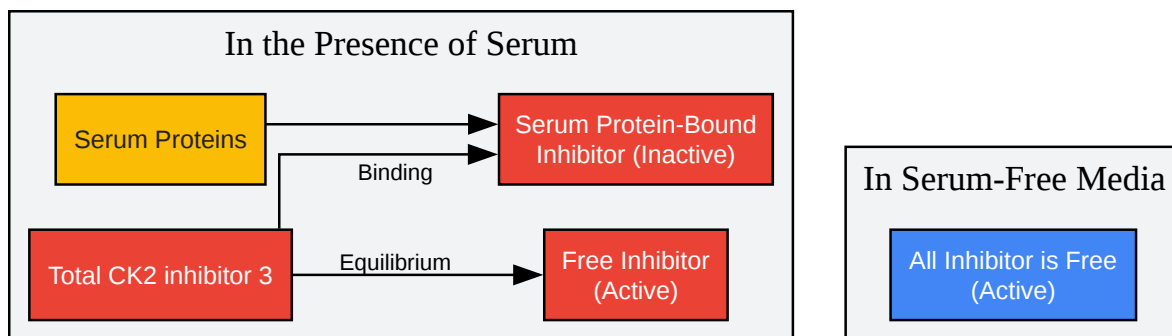 In the Presence of Serum
Serum Proteins
Serum Protein-Bound
Inhibitor (Inactive)
Binding
Total CK2 inhibitor 3
Equilibrium
Free Inhibitor
(Active)
In Serum-Free Media
All Inhibitor is Free
(Active)